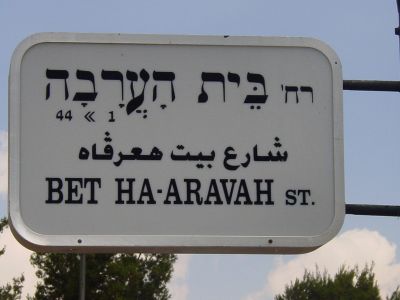 רח' בֵּית הָעֲרָבָה
44 « 1
شارع بيت هعرڤاه
BET HA-ARAVAH ST.